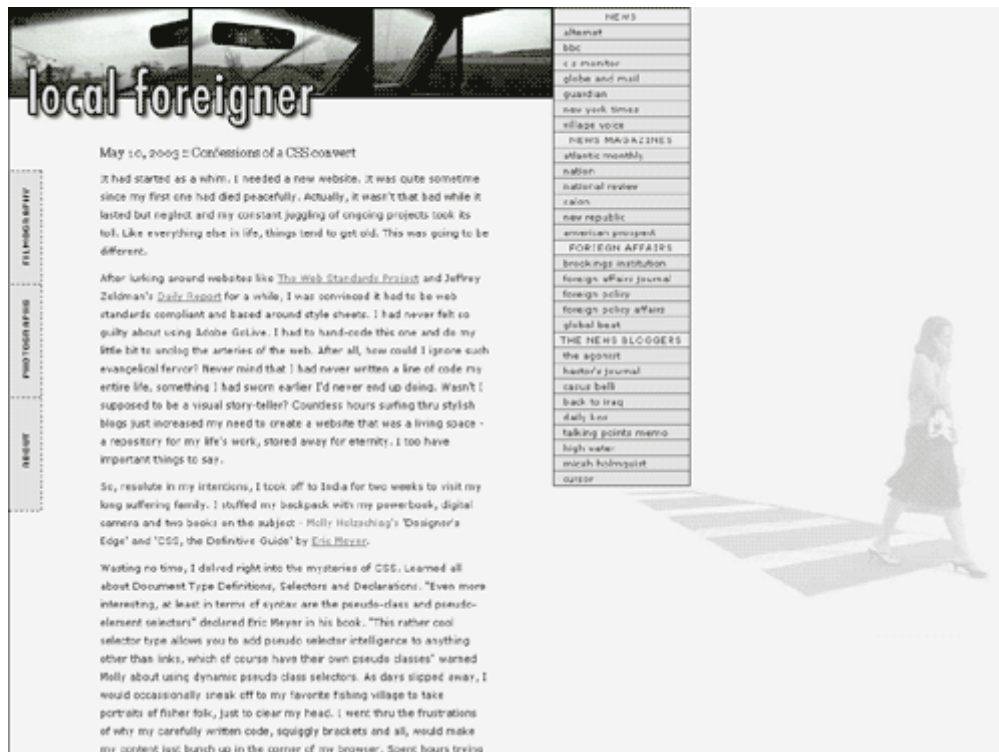 local foreigner
May 10, 2003 :: Confessions of a CSS convert
It had started as a whim. I needed a new website. It was quite sometime
since my first one had died peacefully. Actually, it wasn't that bad while it
lasted but neglect and my constant juggling of ongoing projects took its
toll. Like everything else in life, things tend to get old. This was going to be
different.
After lurking around websites like The Web Standards Project and Jeffrey
Zeldman's Daily Report for a while, I was convinced it had to be web
standards compliant and based around style sheets. I had never felt so
guilty about using Adobe GoLive. I had to hand-code this one and do my
little bit to unclog the arteries of the web. After all, how could I ignore such
evangelical fervor? Never mind that I had never written a line of code my
entire life, something I had sworn earlier I'd never end up doing. Wasn't I
supposed to be a visual story-teller? Countless hours surfing thru stylish
blogs just increased my need to create a website that was a living space -
a repository for my life's work, stored away for eternity. I too have
important things to say.
So, resolute in my intentions, I took off to India for two weeks to visit my
long suffering family. I stuffed my backpack with my powerbook, digital
camera and two books on the subject - Molly Holzschlag's 'Designer's
Edge' and 'CSS, the Definitive Guide' by Eric Meyer.
Wasting no time, I delved right into the mysteries of CSS. Learned all
about Document Type Definitions, Selectors and Declarations. "Even more
interesting, at least in terms of syntax are the pseudo-class and pseudo-
element selectors" declared Eric Meyer in his book. "This rather cool
selector type allows you to add pseudo selector intelligence to anything
other than links, which of course have their own pseudo classes" warned
Molly about using dynamic pseudo class selectors. As days slipped away, I
would occassionally sneak off to my favorite fishing village to take
portraits of fisher folk, just to clear my head. I went thru the frustrations
of why my carefully written code, squiggly brackets and all, would make
my content just bunch up in the corner of my browser. Spent hours trying
FILMOGRAPHY
PHOTOGRAPHS
ABOUT
NEWS
alternet
bbc
c s monitor
globe and mail
guardian
new york times
village voice
NEWS MAGAZINES
atlantic monthly
nation
national review
salon
new republic
american prospect
FORIEGN AFFAIRS
brookings institution
foreign affairs journal
foreign policy
foreign policy affairs
global beat
THE NEWS BLOGGERS
the agonist
hector's journal
casus belli
back to iraq
daily kos
talking points memo
high water
micah holmquist
cursor